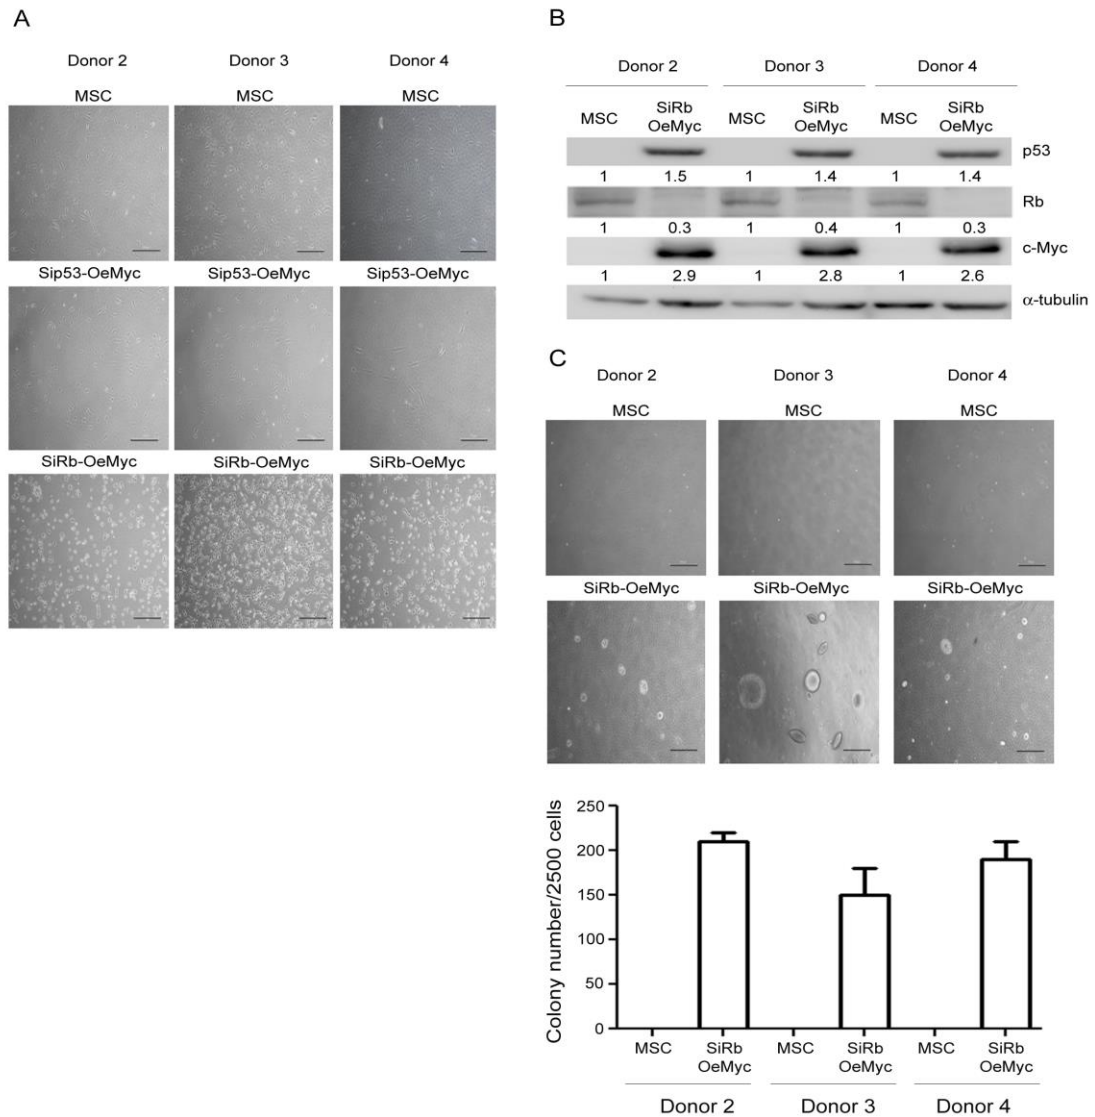 A
Donor 2 Donor 3 Donor 4
MSC MSC MSC
Sip53-OeMyc Sip53-OeMyc Sip53-OeMyc
SiRb-OeMyc SiRb-OeMyc SiRb-OeMyc
B
Donor 2 Donor 3 Donor 4
MSC SiRb MSC SiRb MSC SiRb
OeMyc OeMyc OeMyc
p53
1 1.5 1 1.4 1 1.4
Rb
1 0.3 1 0.4 1 0.3
c-Myc
1 2.9 1 2.8 1 2.6
α-tubulin
C
Donor 2 Donor 3 Donor 4
MSC MSC MSC
SiRb-OeMyc SiRb-OeMyc SiRb-OeMyc
Colony number/2500 cells
250
200
150
100
50
0
MSC SiRb MSC SiRb MSC SiRb
OeMyc OeMyc OeMyc
Donor 2 Donor 3 Donor 4